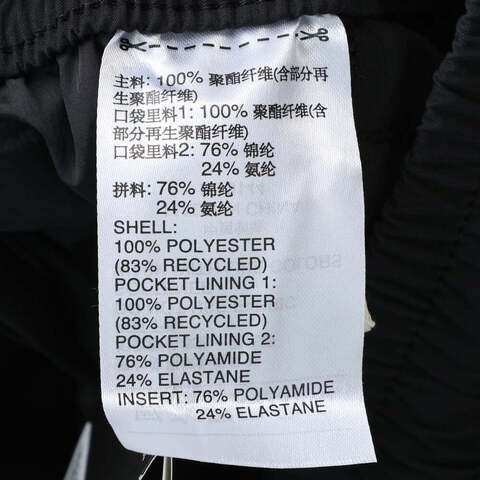 主料: 100% 聚酯纤维(含部分再
生聚酯纤维)
口袋里料1: 100% 聚酯纤维(含
部分再生聚酯纤维)
口袋里料2: 76% 锦纶
24% 氨纶
拼料: 76% 锦纶
24% 氨纶
SHELL:
100% POLYESTER
(83% RECYCLED)
POCKET LINING 1:
100% POLYESTER
(83% RECYCLED)
POCKET LINING 2:
76% POLYAMIDE
24% ELASTANE
INSERT: 76% POLYAMIDE
24% ELASTANE